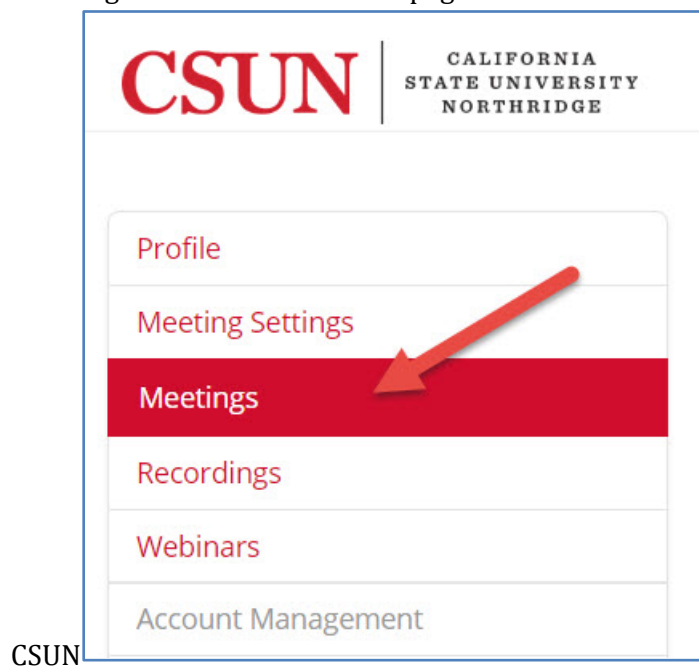 CSUN
CALIFORNIA
STATE UNIVERSITY
NORTHRIDGE
Profile
Meeting Settings
Meetings
Recordings
Webinars
Account Management
CSUN